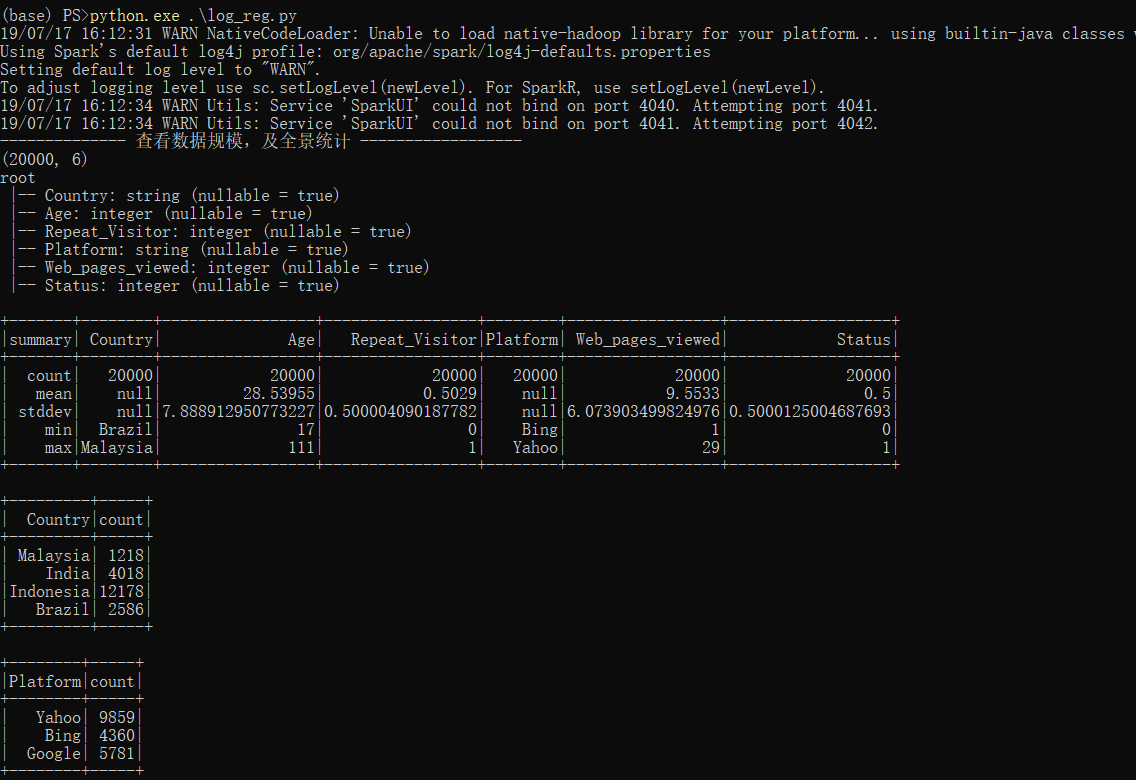 (base) PS>python.exe .\log_reg.py
19/07/17 16:12:31 WARN NativeCodeLoader: Unable to load native-hadoop library for your platform... using builtin-java classes w
Using Spark's default log4j profile: org/apache/spark/log4j-defaults.properties
Setting default log level to "WARN".
To adjust logging level use sc.setLogLevel(newLevel). For SparkR, use setLogLevel(newLevel).
19/07/17 16:12:34 WARN Utils: Service 'SparkUI' could not bind on port 4040. Attempting port 4041.
19/07/17 16:12:34 WARN Utils: Service 'SparkUI' could not bind on port 4041. Attempting port 4042.
-------------- 查看数据规模，及全景统计 ------------------
(20000, 6)
root
 |-- Country: string (nullable = true)
 |-- Age: integer (nullable = true)
 |-- Repeat_Visitor: integer (nullable = true)
 |-- Platform: string (nullable = true)
 |-- Web_pages_viewed: integer (nullable = true)
 |-- Status: integer (nullable = true)

+-------+--------+-----------------+-----------------+--------+-----------------+------------------+
|summary| Country|              Age|   Repeat_Visitor|Platform| Web_pages_viewed|            Status|
+-------+--------+-----------------+-----------------+--------+-----------------+------------------+
|  count|   20000|            20000|            20000|   20000|            20000|             20000|
|   mean|    null|         28.53955|           0.5029|    null|           9.5533|               0.5|
| stddev|    null|7.888912950773227|0.500004090187782|    null|6.073903499824976|0.5000125004687693|
|    min|  Brazil|               17|                0|    Bing|                1|                 0|
|    max|Malaysia|              111|                1|   Yahoo|               29|                 1|
+-------+--------+-----------------+-----------------+--------+-----------------+------------------+

+---------+-----+
|  Country|count|
+---------+-----+
| Malaysia| 1218|
|    India| 4018|
|Indonesia|12178|
|   Brazil| 2586|
+---------+-----+

+--------+-----+
|Platform|count|
+--------+-----+
|   Yahoo| 9859|
|    Bing| 4360|
|  Google| 5781|
+--------+-----+